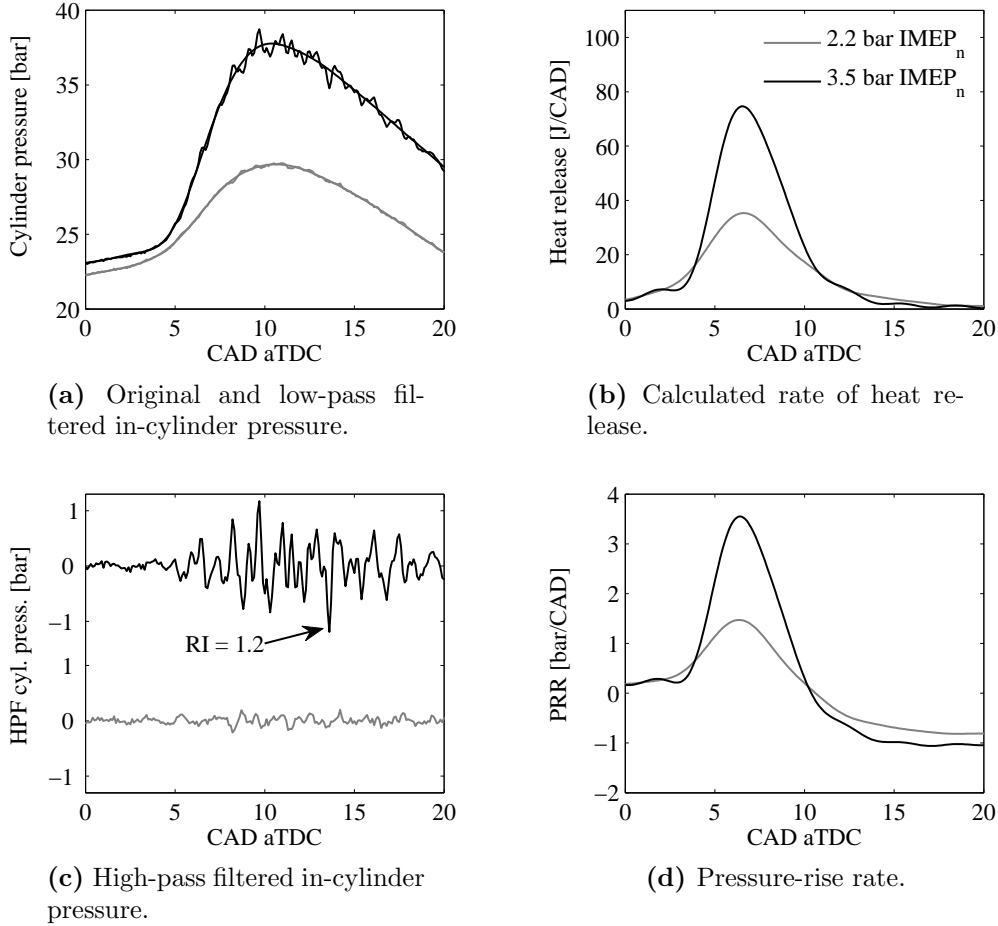 40
35
30
25
20
Cylinder pressure [bar]
0 5 10 15 20
CAD aTDC
(a) Original and low-pass fil-
tered in-cylinder pressure.
100
80
60
40
20
0
Heat release [J/CAD]
2.2 bar IMEPn
3.5 bar IMEPn
0 5 10 15 20
CAD aTDC
(b) Calculated rate of heat re-
lease.
1
0
−1
RI = 1.2
1
0
−1
HPF cyl. press. [bar]
0 5 10 15 20
CAD aTDC
(c) High-pass filtered in-cylinder
pressure.
4
3
2
1
0
−1
−2
PRR [bar/CAD]
0 5 10 15 20
CAD aTDC
(d) Pressure-rise rate.